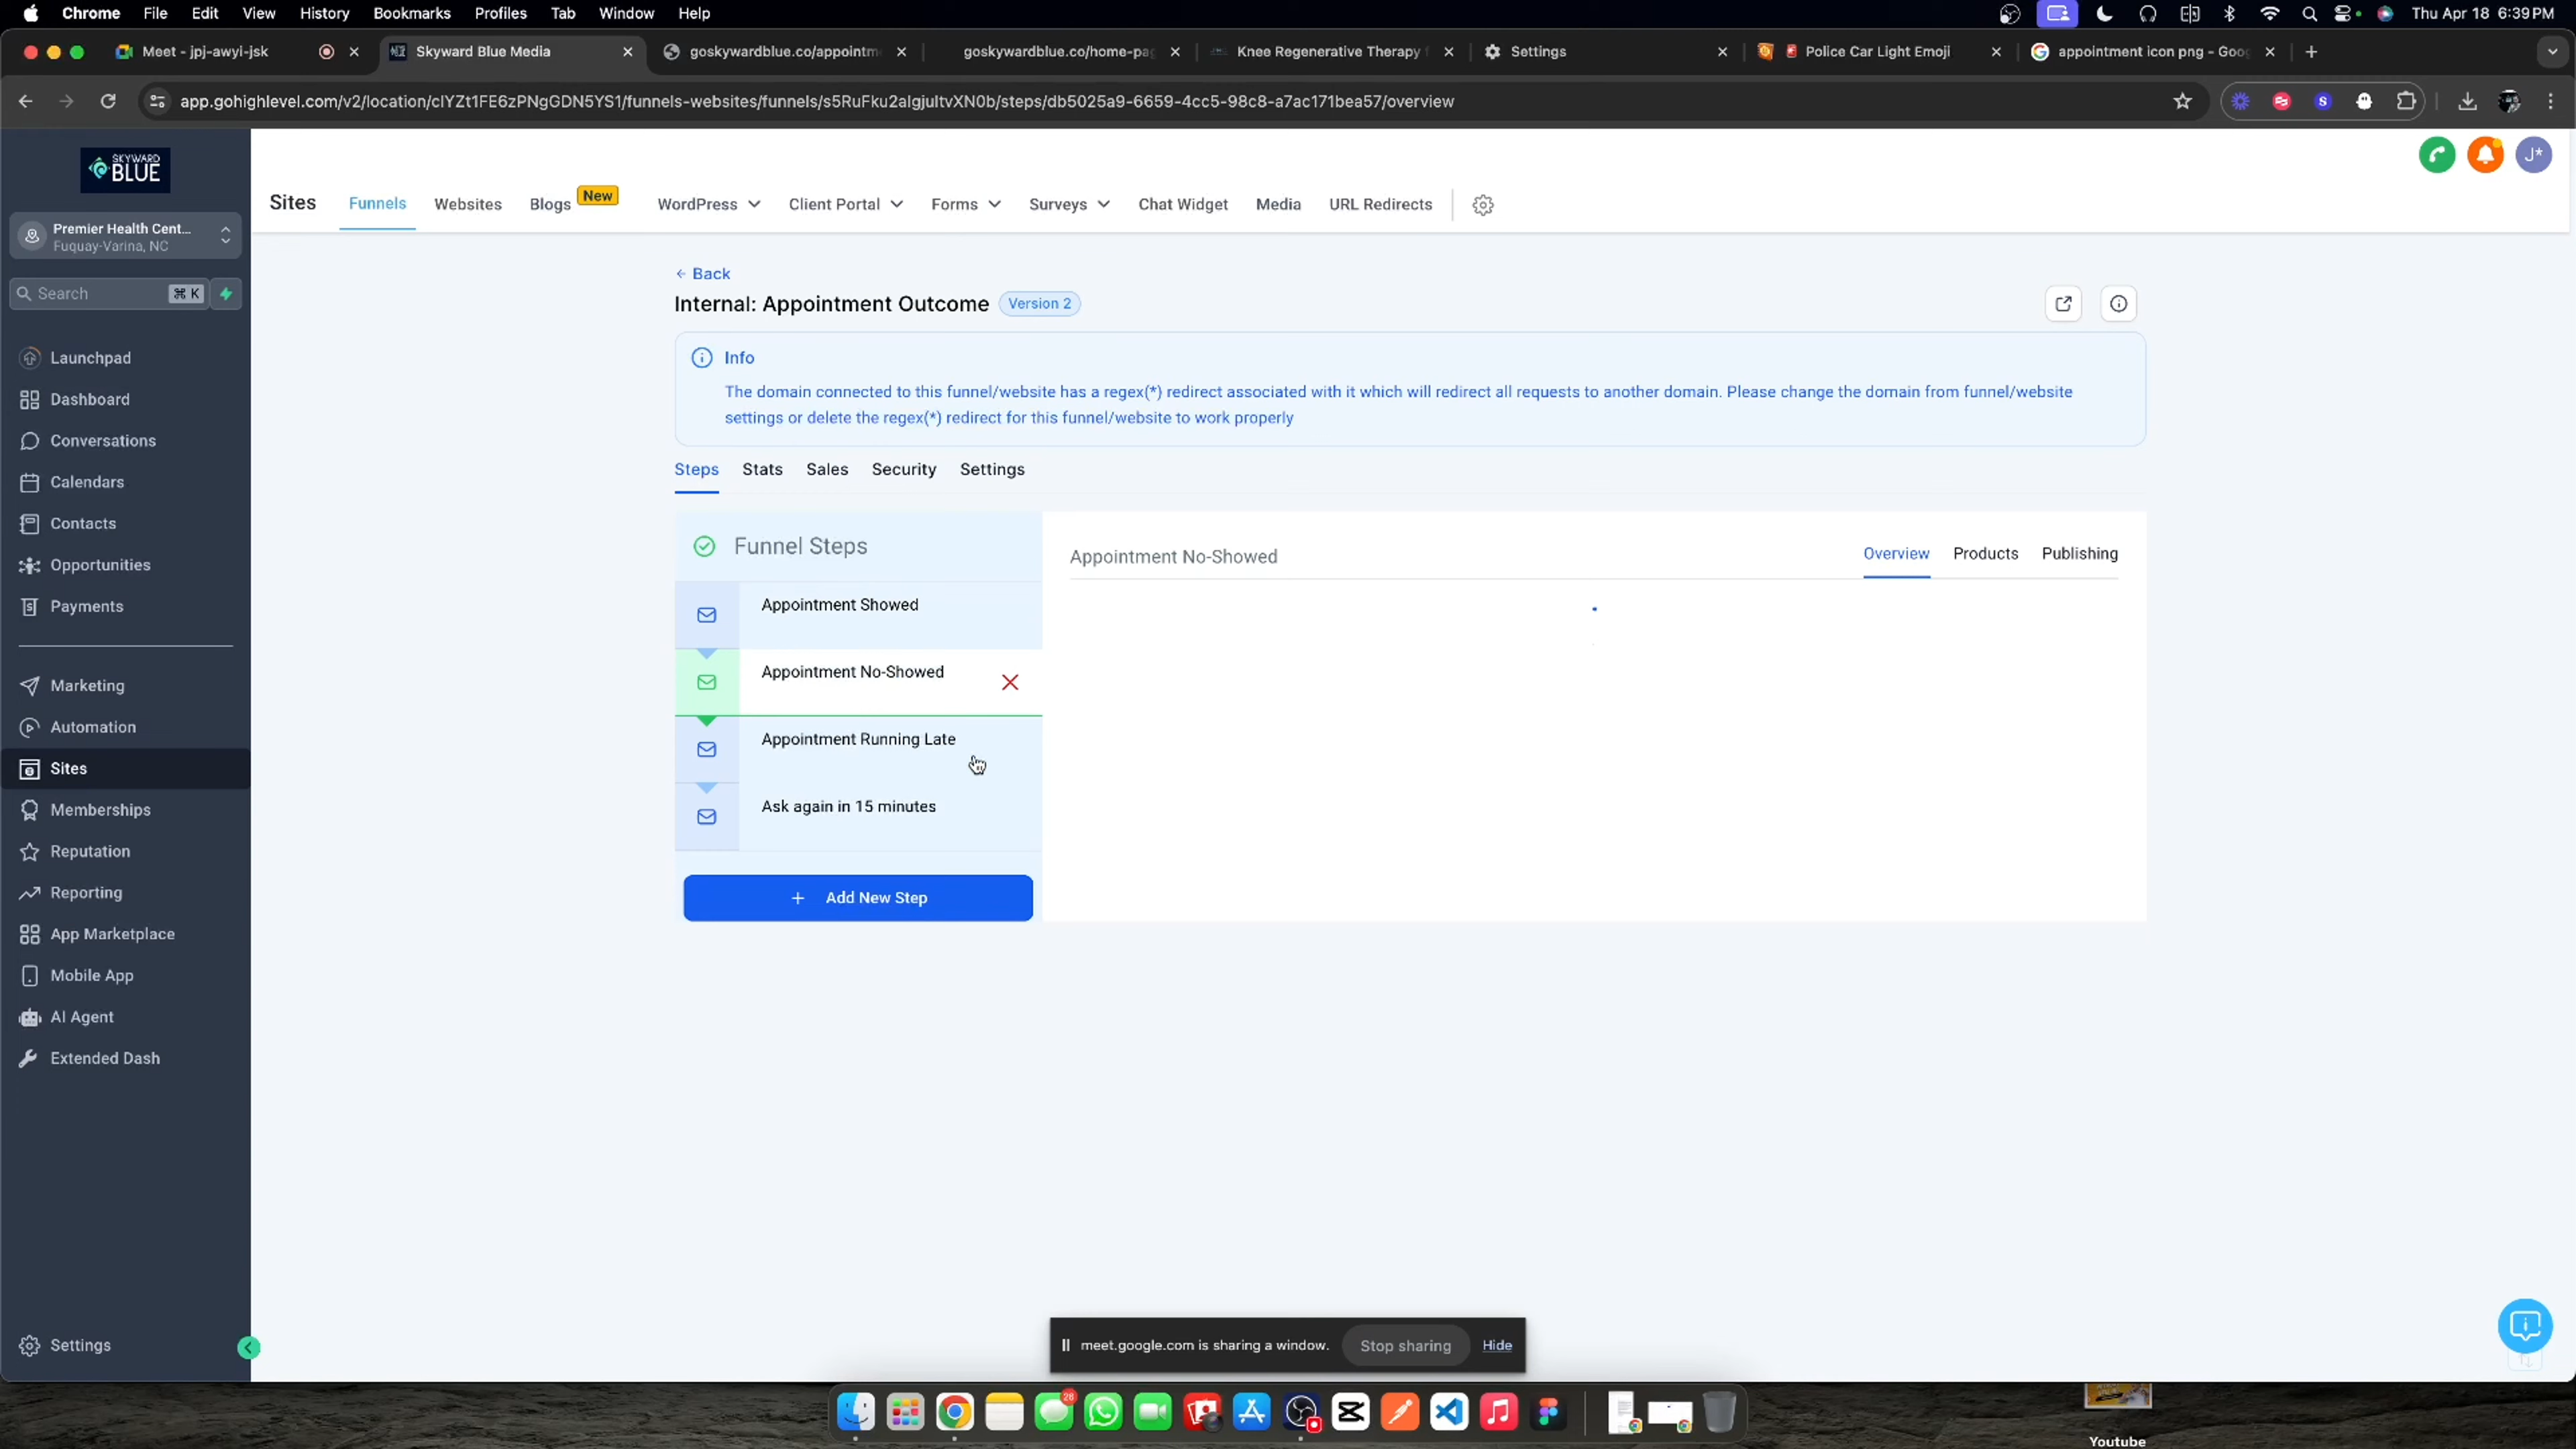 Chrome File Edit View History Bookmarks Profiles Tab Window Help Thu Apr 18 6:39 PM
Meet - jpj-awyi-jsk Skyward Blue Media goskywardblue.co/appointm goskywardblue.co/home-pag Knee Regenerative Therapy Settings Police Car Light Emoji appointment icon png - Goog
app.gohighlevel.com/v2/location/cIYZt1FE6zPNgGDN5YS1/funnels-websites/funnels/s5RuFku2algjuItvXN0b/steps/db5025a9-6659-4cc5-98c8-a7ac171bea57/overview
SKYWARD
BLUE
J*
Sites Funnels Websites Blogs New WordPress Client Portal Forms Surveys Chat Widget Media URL Redirects
Premier Health Cent...
Fuquay-Varina, NC
Search ⌘ K
Launchpad
Dashboard
Conversations
Calendars
Contacts
Opportunities
Payments
Marketing
Automation
Sites
Memberships
Reputation
Reporting
App Marketplace
Mobile App
AI Agent
Extended Dash
Settings
Back
Internal: Appointment Outcome Version 2
Info
The domain connected to this funnel/website has a regex(*) redirect associated with it which will redirect all requests to another domain. Please change the domain from funnel/website
settings or delete the regex(*) redirect for this funnel/website to work properly
Steps Stats Sales Security Settings
Funnel Steps
Appointment Showed
Appointment No-Showed
Appointment Running Late
Ask again in 15 minutes
+ Add New Step
Appointment No-Showed Overview Products Publishing
meet.google.com is sharing a window. Stop sharing Hide
28
Youtube